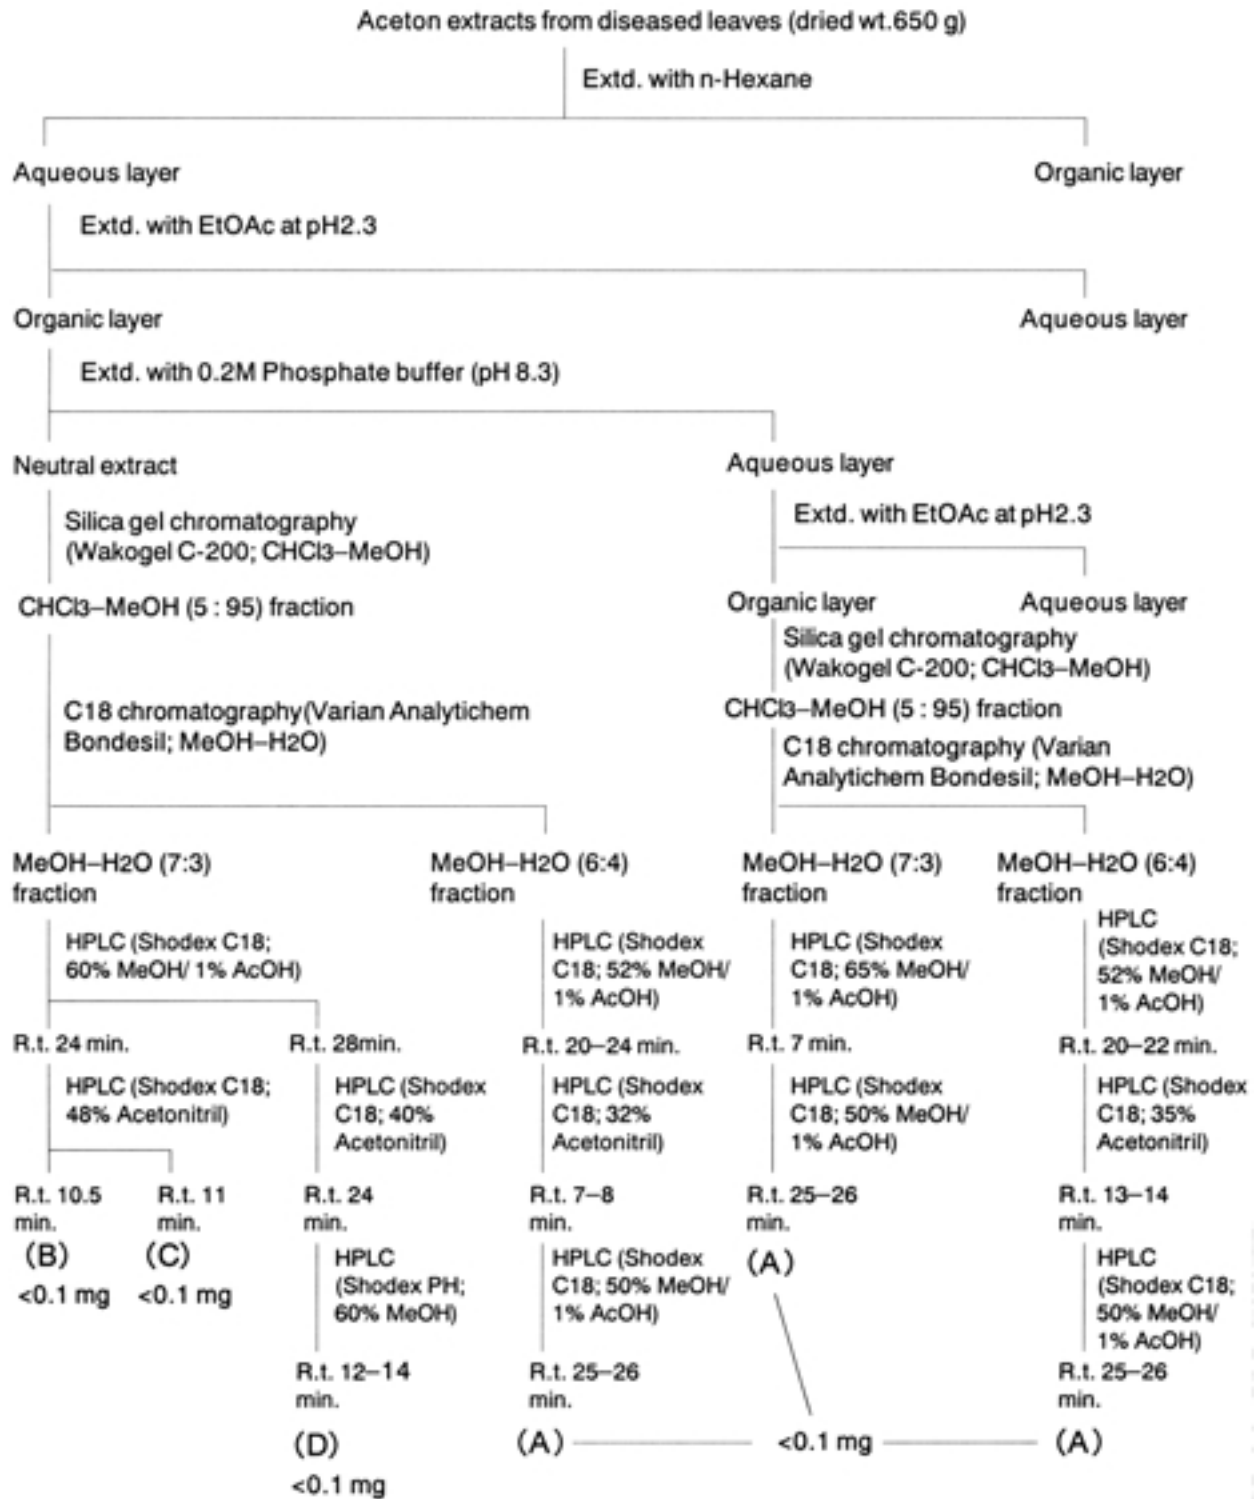 Aceton extracts from diseased leaves (dried wt.650 g)
Extd. with n-Hexane
Aqueous layer
Organic layer
Extd. with EtOAc at pH2.3
Organic layer
Aqueous layer
Extd. with 0.2M Phosphate buffer (pH 8.3)
Neutral extract
Aqueous layer
Silica gel chromatography
(Wakogel C-200; CHCl3–MeOH)
CHCl3–MeOH (5 : 95) fraction
Extd. with EtOAc at pH2.3
Organic layer
Aqueous layer
Silica gel chromatography
(Wakogel C-200; CHCl3–MeOH)
CHCl3–MeOH (5 : 95) fraction
C18 chromatography(Varian Analytichem
Bondesil; MeOH–H2O)
C18 chromatography (Varian
Analytichem Bondesil; MeOH–H2O)
MeOH–H2O (7:3)
fraction
MeOH–H2O (6:4)
fraction
MeOH–H2O (7:3)
fraction
MeOH–H2O (6:4)
fraction
HPLC (Shodex C18;
60% MeOH/ 1% AcOH)
HPLC (Shodex
C18; 52% MeOH/
1% AcOH)
HPLC (Shodex
C18; 65% MeOH/
1% AcOH)
HPLC
(Shodex C18;
52% MeOH/
1% AcOH)
R.t. 24 min.
R.t. 28min.
R.t. 20–24 min.
R.t. 7 min.
R.t. 20–22 min.
HPLC (Shodex C18;
48% Acetonitril)
HPLC (Shodex
C18; 40%
Acetonitril)
HPLC (Shodex
C18; 32%
Acetonitril)
HPLC (Shodex
C18; 50% MeOH/
1% AcOH)
HPLC (Shodex
C18; 35%
Acetonitril)
R.t. 10.5
min.
(B)
<0.1 mg
R.t. 11
min.
(C)
<0.1 mg
R.t. 24
min.
R.t. 7–8
min.
R.t. 25–26
min.
(A)
R.t. 13–14
min.
HPLC
(Shodex PH;
60% MeOH)
HPLC (Shodex
C18; 50% MeOH/
1% AcOH)
HPLC
(Shodex C18;
50% MeOH/
1% AcOH)
R.t. 12–14
min.
(D)
<0.1 mg
R.t. 25–26
min.
(A)
<0.1 mg
R.t. 25–26
min.
(A)